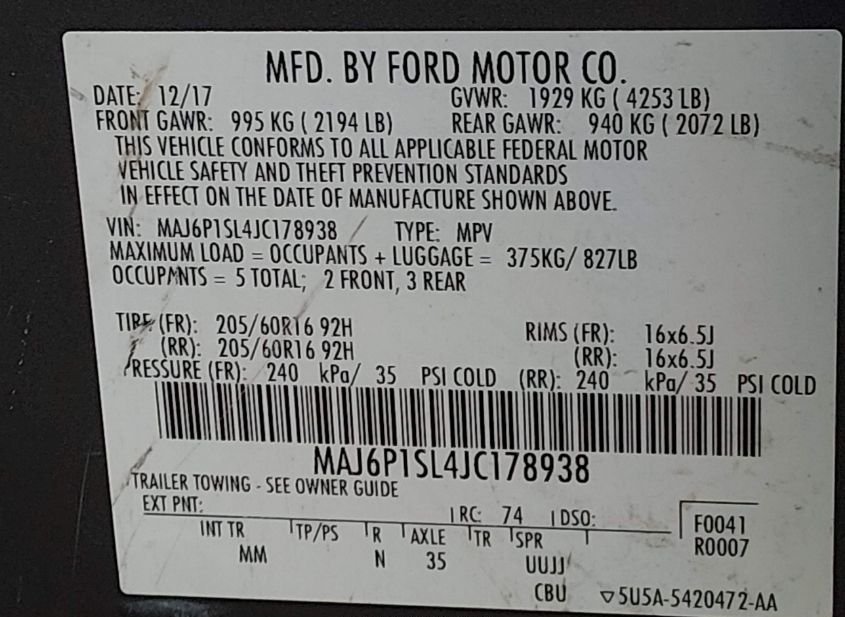 MFD. BY FORD MOTOR CO.
DATE: 12/17 GVWR: 1929 KG ( 4253 LB)
FRONT GAWR: 995 KG ( 2194 LB) REAR GAWR: 940 KG ( 2072 LB)
THIS VEHICLE CONFORMS TO ALL APPLICABLE FEDERAL MOTOR
VEHICLE SAFETY AND THEFT PREVENTION STANDARDS
IN EFFECT ON THE DATE OF MANUFACTURE SHOWN ABOVE.
VIN: MAJ6P1SL4JC178938 TYPE: MPV
MAXIMUM LOAD = OCCUPANTS + LUGGAGE = 375KG/ 827LB
OCCUPANTS = 5 TOTAL; 2 FRONT, 3 REAR
TIRE (FR): 205/60R16 92H RIMS (FR): 16x6.5J
(RR): 205/60R16 92H (RR): 16x6.5J
PRESSURE (FR): 240 kPa/ 35 PSI COLD (RR): 240 kPa/ 35 PSI COLD
MAJ6P1SL4JC178938
TRAILER TOWING - SEE OWNER GUIDE
EXT PNT: RC: 74 DSO: F0041
INT TR TP/PS R AXLE TR SPR R0007
MM N 35 UUJJ
CBU ▽5U5A-5420472-AA